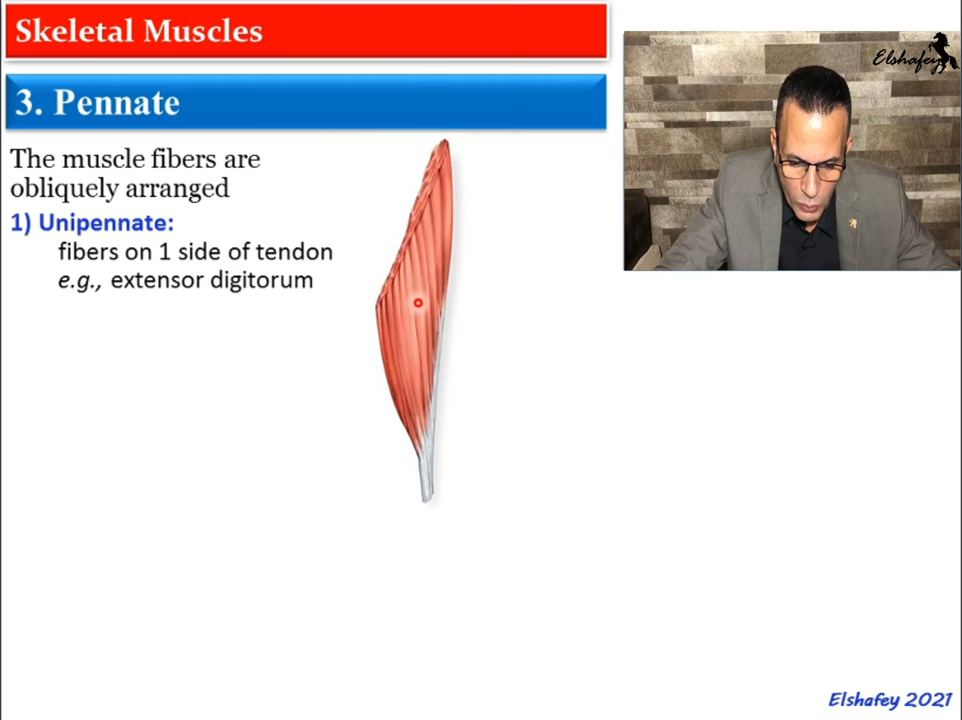 Skeletal Muscles
Elshafey
3. Pennate
The muscle fibers are
obliquely arranged
1) Unipennate:
fibers on 1 side of tendon
e.g., extensor digitorum
Elshafey 2021